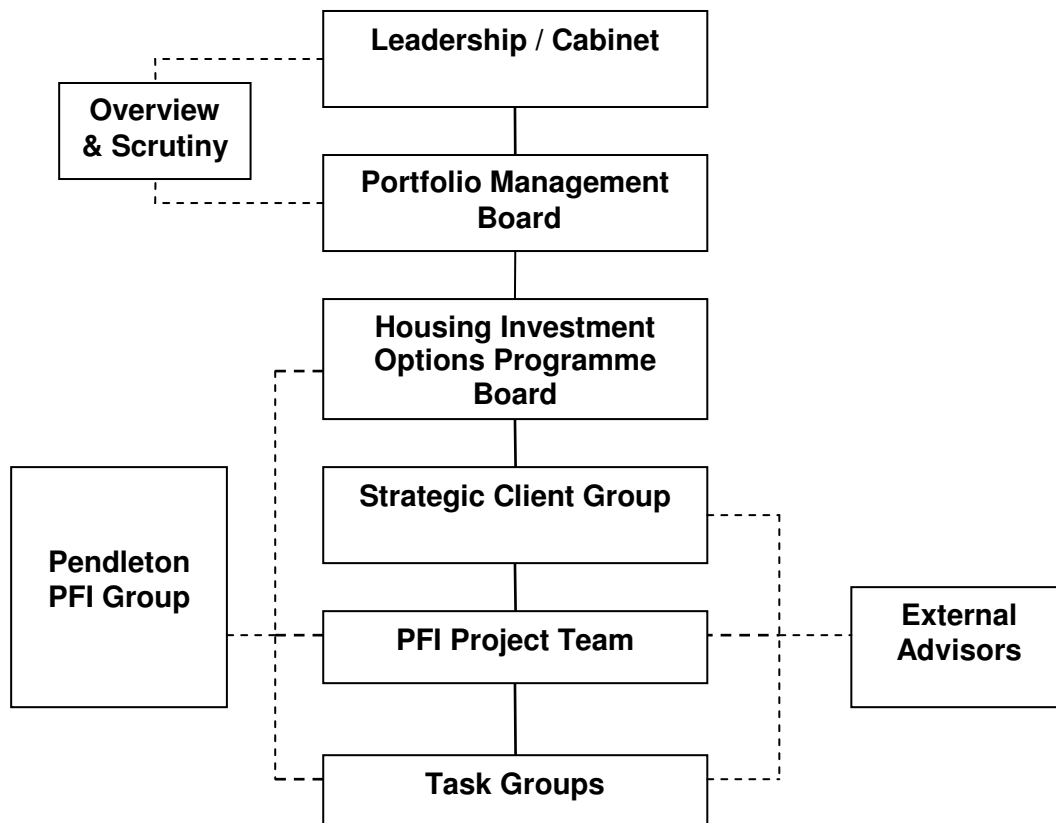 Leadership / Cabinet
Overview
& Scrutiny
Portfolio Management
Board
Housing Investment
Options Programme
Board
Strategic Client Group
Pendleton
PFI Group
PFI Project Team
External
Advisors
Task Groups